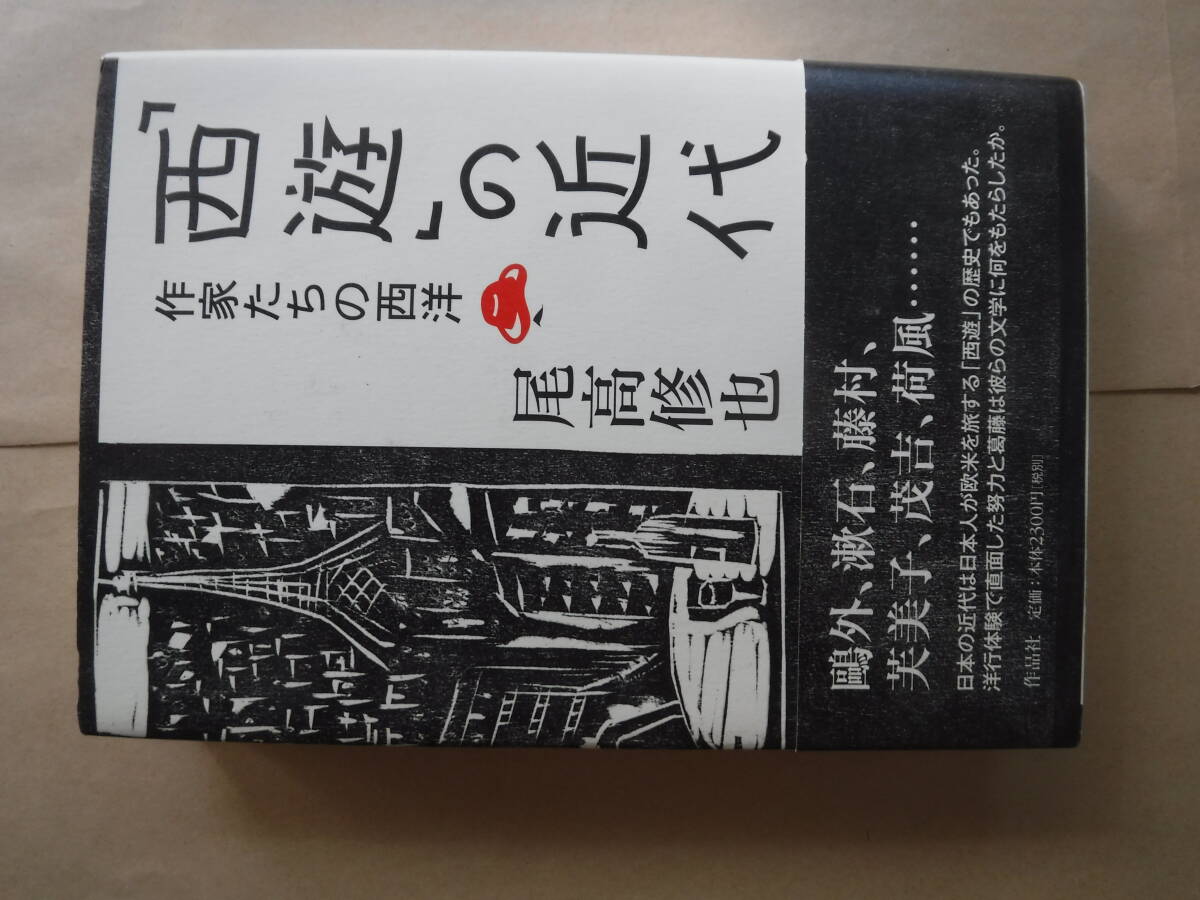 「西遊」の近代
作家たちの西洋
尾高修也
鷗外、漱石、藤村、
芙美子、茂吉、荷風……
日本の近代は日本人が欧米を旅する「西遊」の歴史でもあった。
洋行体験で直面した努力と葛藤は彼らの文学に何をもたらしたか。
作品社 定価:本体2,300円[税別]